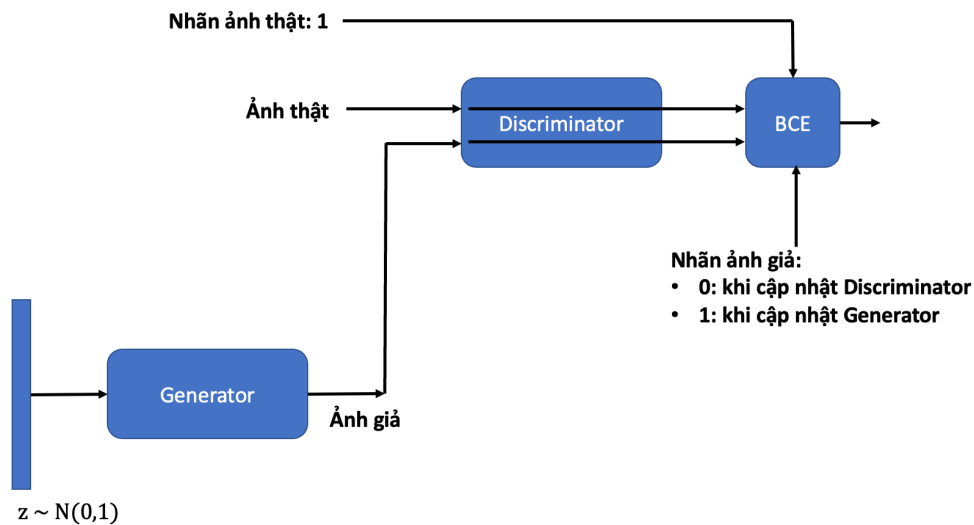 Nhãn ảnh thật: 1
Ảnh thật
Discriminator
BCE
Nhãn ảnh giả:
• 0: khi cập nhật Discriminator
• 1: khi cập nhật Generator
Generator
Ảnh giả
z ~ N(0,1)